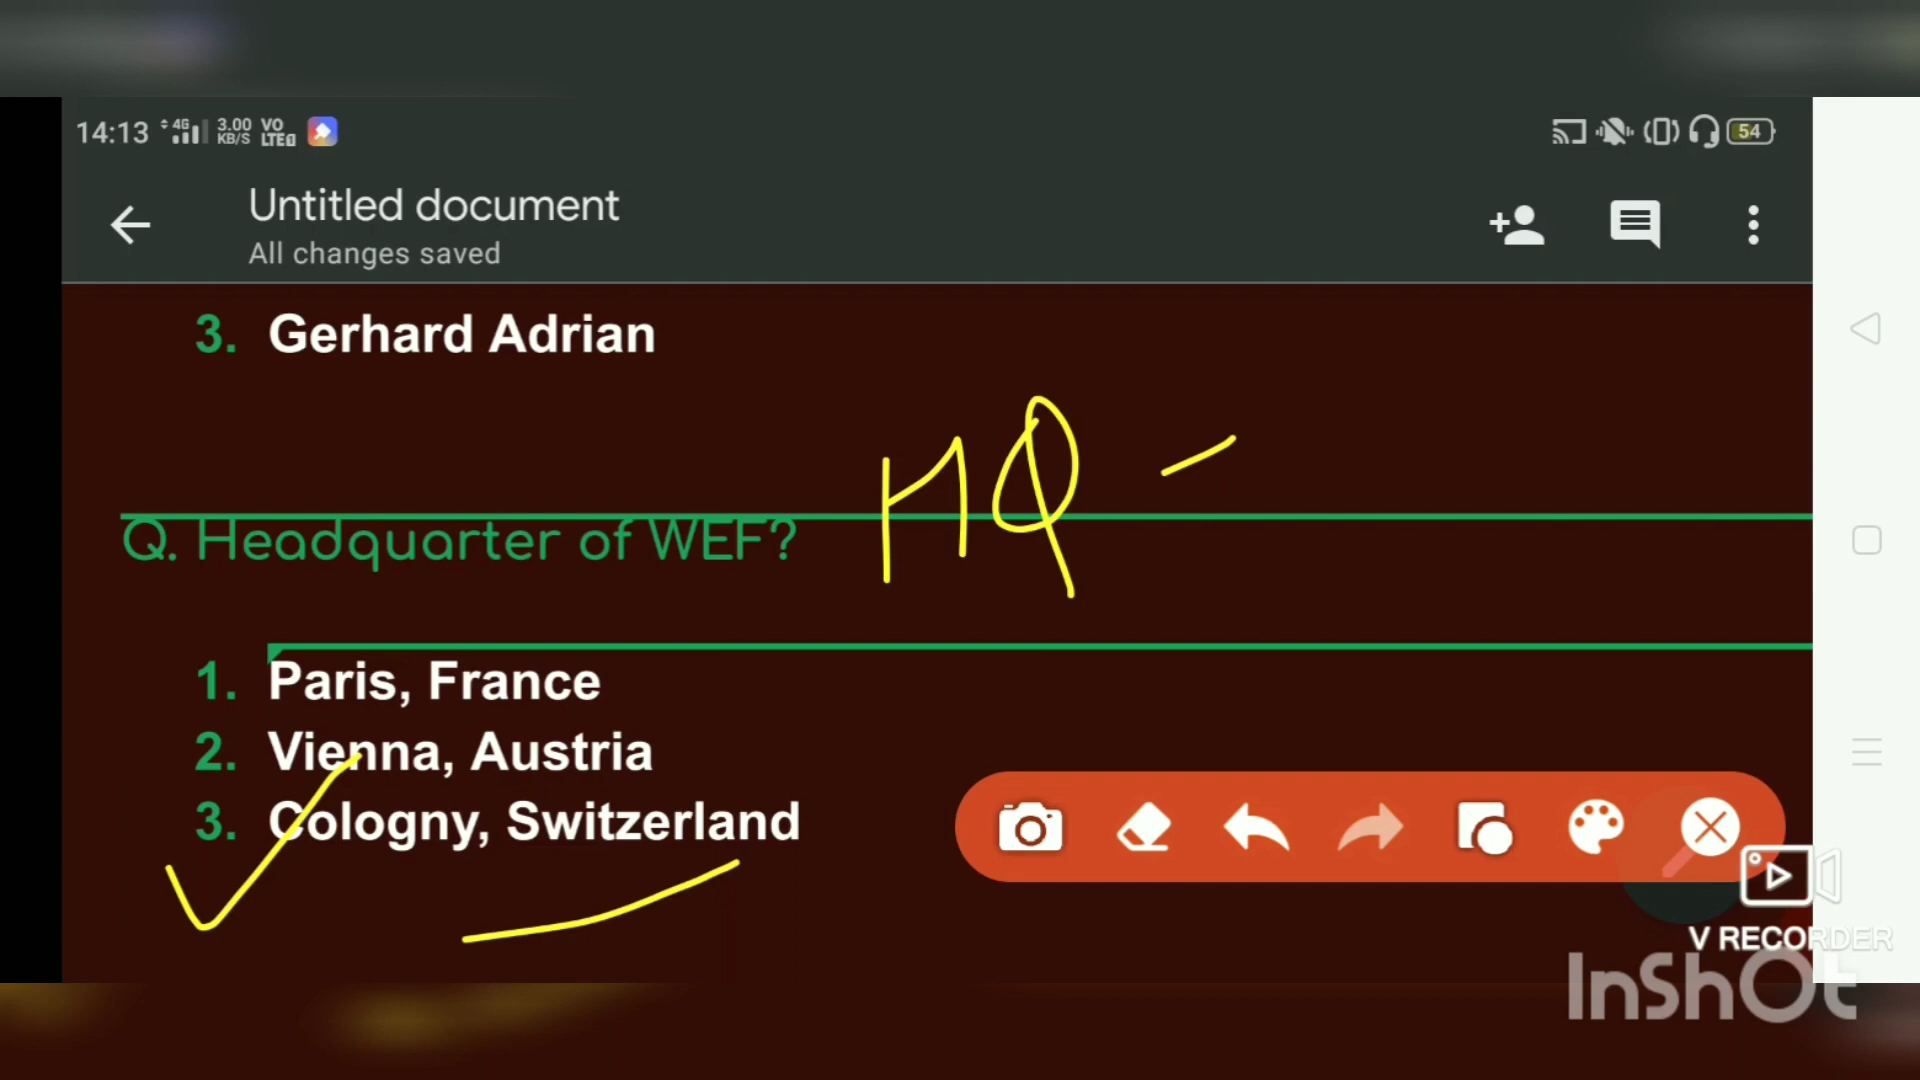 14:13 4G 3.00 KB/S VO LTE 54
Untitled document
All changes saved
3. Gerhard Adrian
HQ -
Q. Headquarter of WEF?
1. Paris, France
2. Vienna, Austria
3. Cologny, Switzerland
V RECORDER
InShOt